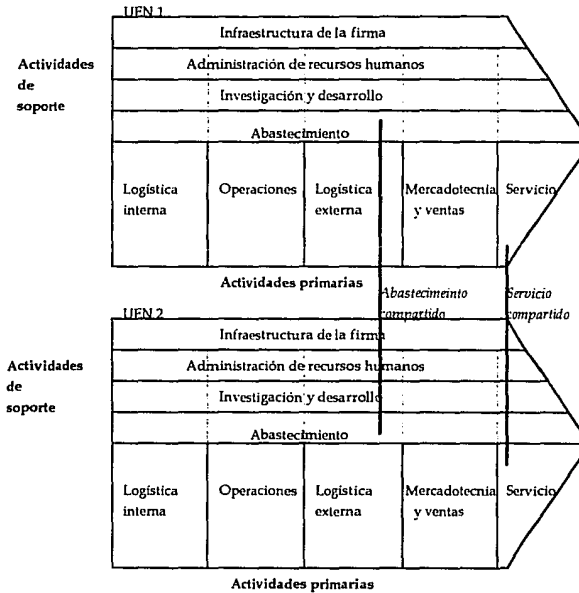 UEN 1
Infraestructura de la firma
Actividades
de
soporte
Administración de recursos humanos
Investigación y desarrollo
Abastecimiento
Logística
interna
Operaciones
Logística
externa
Mercadotecnia
y ventas
Servicio
Actividades primarias
Abastecimeinto
compartido
Servicio
compartido
UEN 2
Infraestructura de la firma
Actividades
de
soporte
Administración de recursos humanos
Investigación y desarrollo
Abastecimiento
Logística
interna
Operaciones
Logística
externa
Mercadotecnia
y ventas
Servicio
Actividades primarias